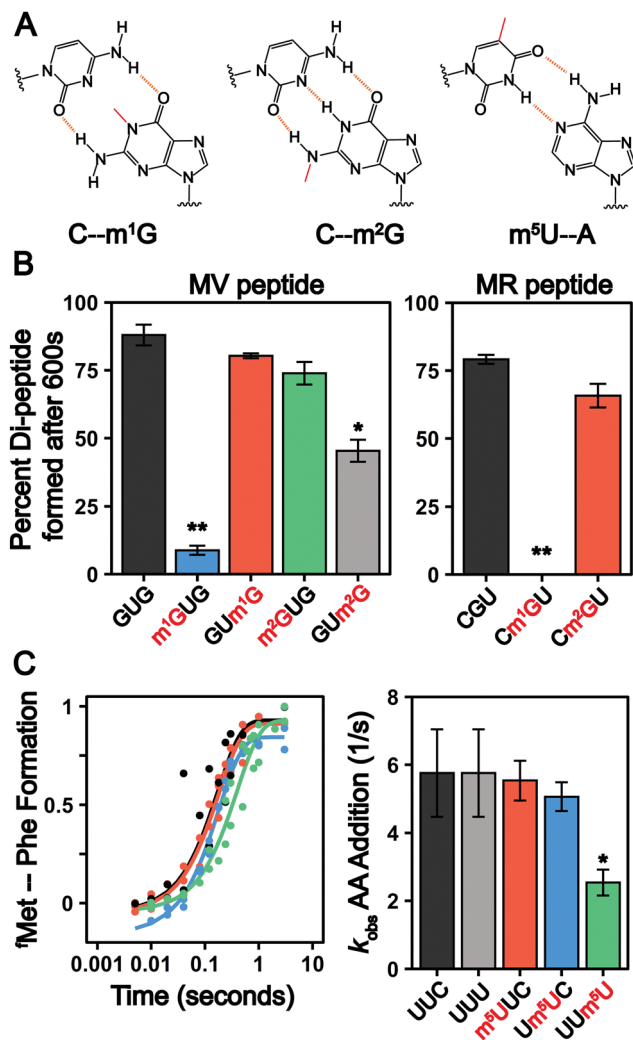 A
C--m¹G
C--m²G
m⁵U--A
B
MV peptide
MR peptide
Percent Di-peptide
formed after 600s
100
75
50
25
0
**
*
GUG
m¹GUG
GUm¹G
m²GUG
GUm²G
100
75
50
25
0
**
CGU
Cm¹GU
Cm²GU
C
fMet -- Phe Formation
1
0.5
0
0.001
0.01
0.1
1
10
Time (seconds)
k_obs AA Addition (1/s)
8
6
4
2
0
*
UUC
UUU
m⁵UUC
Um⁵UC
UUm⁵U